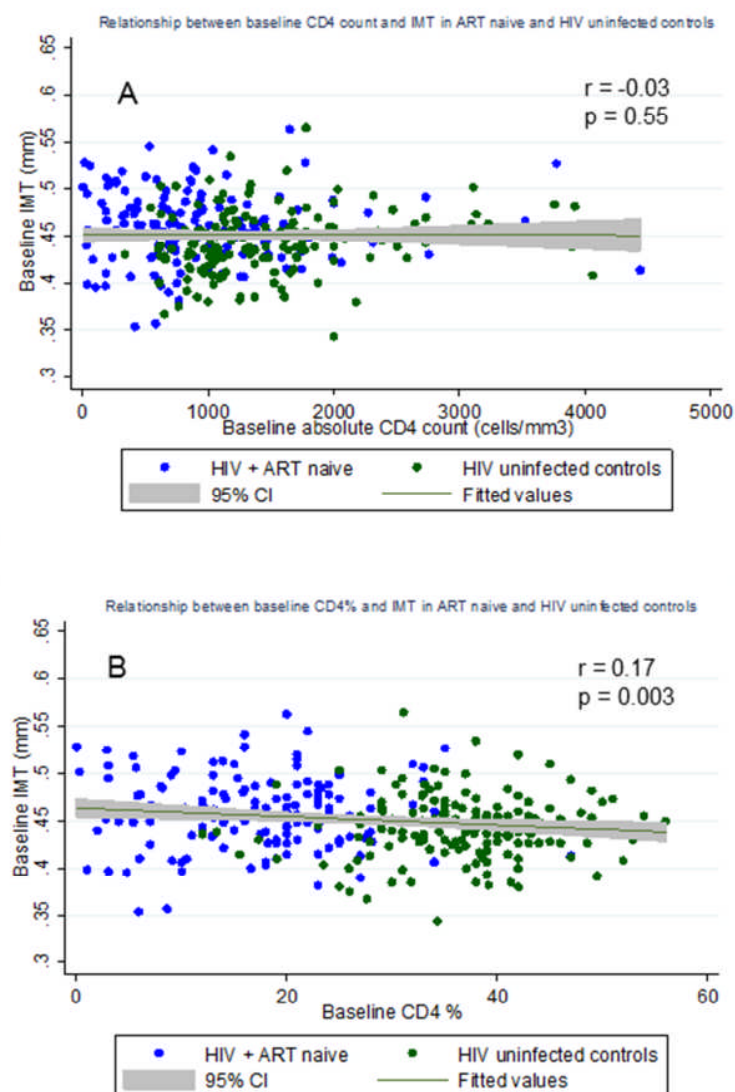 Relationship between baseline CD4 count and IMT in ART naive and HIV uninfected controls
A
r = -0.03
p = 0.55
Baseline IMT (mm)
.65
.6
.55
.5
.45
.4
.35
.3
0 1000 2000 3000 4000 5000
Baseline absolute CD4 count (cells/mm3)
HIV + ART naive HIV uninfected controls
95% CI Fitted values
Relationship between baseline CD4% and IMT in ART naive and HIV uninfected controls
B
r = 0.17
p = 0.003
Baseline IMT (mm)
.65
.6
.55
.5
.45
.4
.35
.3
0 20 40 60
Baseline CD4 %
HIV + ART naive HIV uninfected controls
95% CI Fitted values